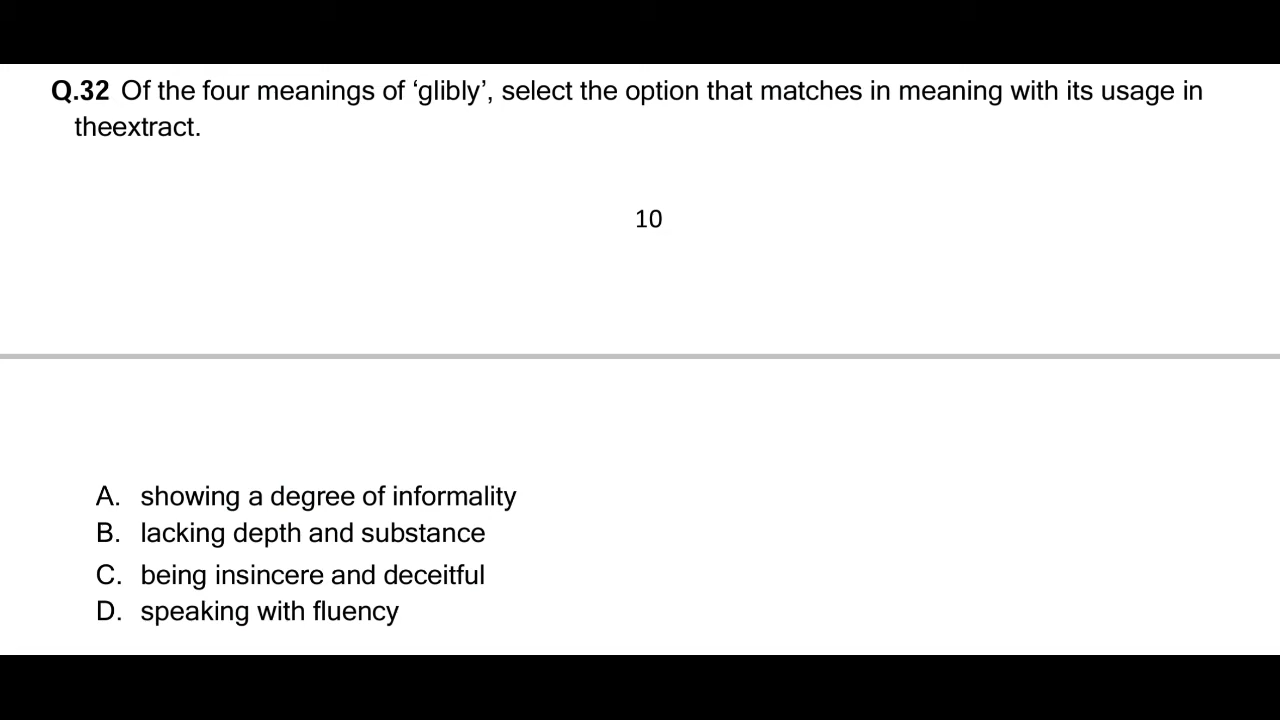 Q.32 Of the four meanings of ‘glibly’, select the option that matches in meaning with its usage in
theextract.
10
A. showing a degree of informality
B. lacking depth and substance
C. being insincere and deceitful
D. speaking with fluency